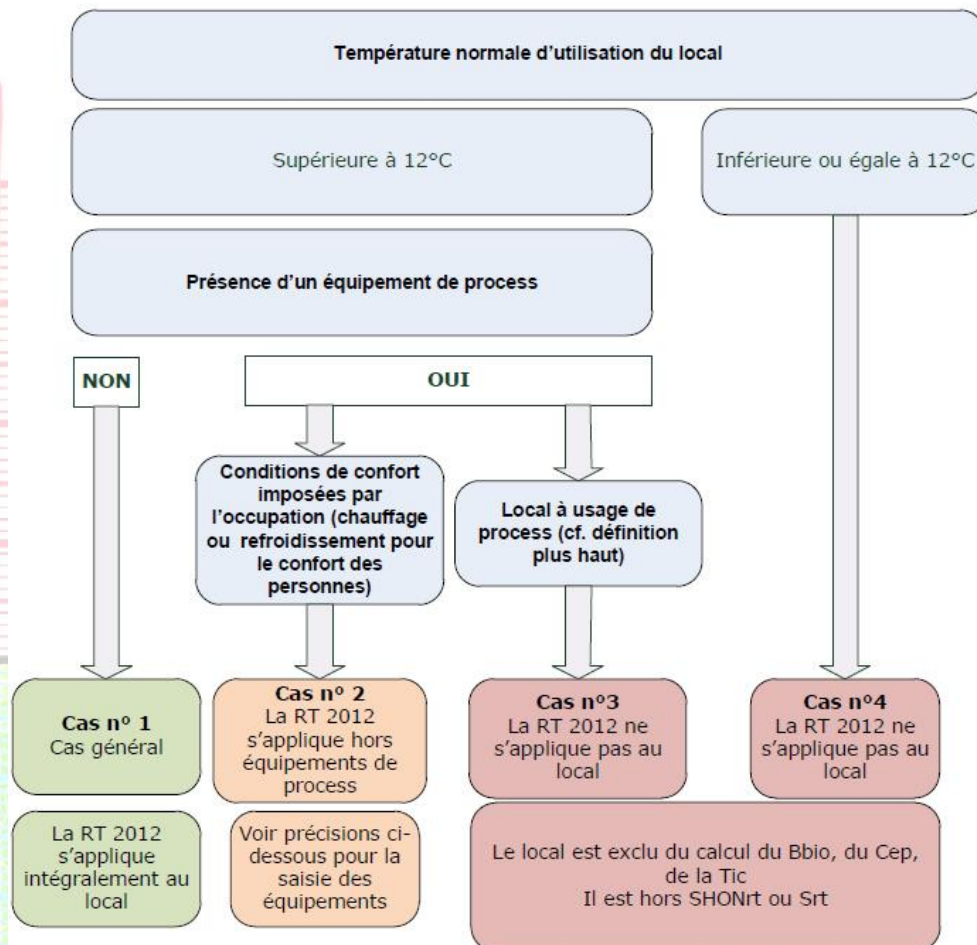 Température normale d'utilisation du local
Supérieure à 12°C
Inférieure ou égale à 12°C
Présence d'un équipement de process
NON
OUI
Conditions de confort
imposées par
l'occupation (chauffage
ou refroidissement pour
le confort des
personnes)
Local à usage de
process (cf. définition
plus haut)
Cas n° 1
Cas général
Cas n° 2
La RT 2012
s'applique hors
équipements de
process
Cas n°3
La RT 2012 ne
s'applique pas au
local
Cas n°4
La RT 2012 ne
s'applique pas au
local
La RT 2012
s'applique
intégralement au
local
Voir précisions ci-
dessous pour la
saisie des
équipements
Le local est exclu du calcul du Bbio, du Cep,
de la Tic
Il est hors SHONrt ou Srt